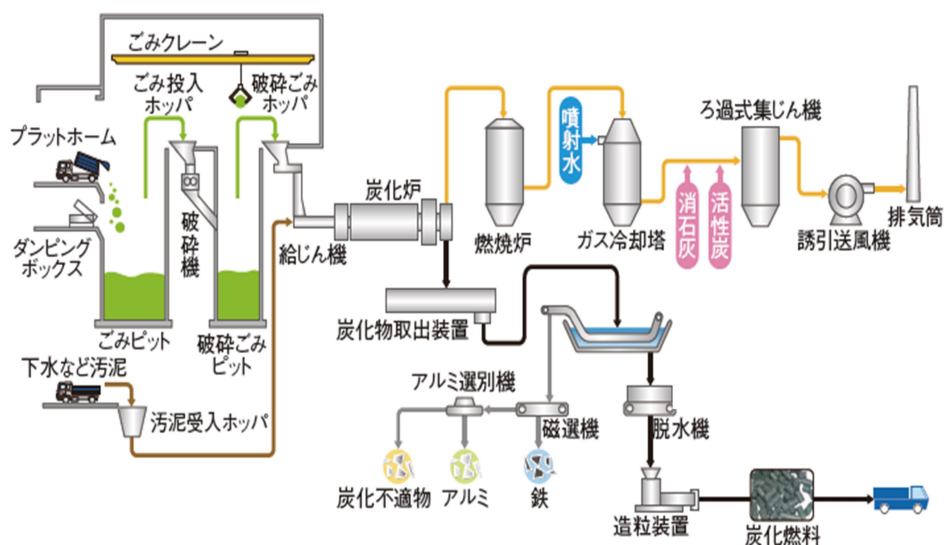 ごみクレーン
ごみ投入
ホッパ
破砕ごみ
ホッパ
プラットホーム
ダンピング
ボックス
破砕機
ごみピット
破砕ごみ
ピット
下水など汚泥
汚泥受入ホッパ
給じん機
炭化炉
燃焼炉
噴射水
ガス冷却塔
消石灰
活性炭
ろ過式集じん機
誘引送風機
排気筒
炭化物取出装置
アルミ選別機
磁選機
脱水機
炭化不適物
アルミ
鉄
造粒装置
炭化燃料